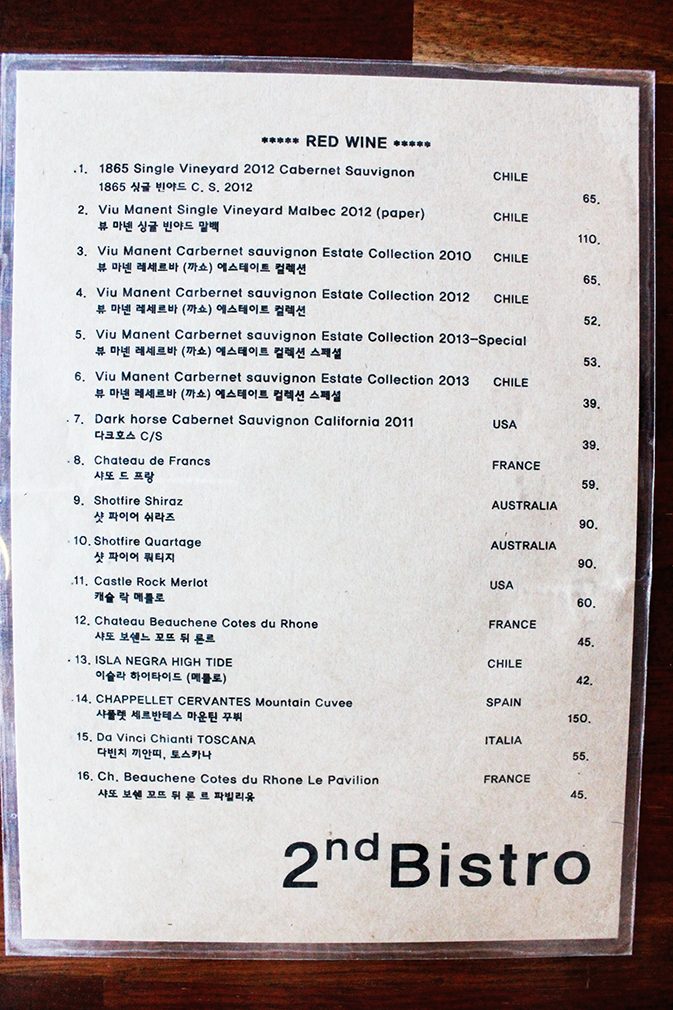 ***** RED WINE *****
1. 1865 Single Vineyard 2012 Cabernet Sauvignon CHILE
1865 싱글 빈야드 C. S. 2012
65.
2. Viu Manent Single Vineyard Malbec 2012 (paper) CHILE
뷰 마넨 싱글 빈야드 말백
110.
3. Viu Manent Carbernet sauvignon Estate Collection 2010 CHILE
뷰 마넨 레세르바 (까쇼) 에스테이트 컬렉션
65.
4. Viu Manent Carbernet sauvignon Estate Collection 2012 CHILE
뷰 마넨 레세르바 (까쇼) 에스테이트 컬렉션
52.
5. Viu Manent Carbernet sauvignon Estate Collection 2013-Special
뷰 마넨 레세르바 (까쇼) 에스테이트 컬렉션 스페셜
53.
6. Viu Manent Carbernet sauvignon Estate Collection 2013 CHILE
뷰 마넨 레세르바 (까쇼) 에스테이트 컬렉션 스페셜
39.
7. Dark horse Cabernet Sauvignon California 2011 USA
다크호스 C/S
39.
8. Chateau de Francs FRANCE
샤또 드 프랑
59.
9. Shotfire Shiraz AUSTRALIA
샷 파이어 쉬라즈
90.
10. Shotfire Quartage AUSTRALIA
샷 파이어 쿼티지
90.
11. Castle Rock Merlot USA
캐슬 락 메를로
60.
12. Chateau Beauchene Cotes du Rhone FRANCE
샤또 보쉔느 꼬뜨 뒤 론르
45.
13. ISLA NEGRA HIGH TIDE CHILE
이슬라 하이타이드 (메를로)
42.
14. CHAPPELLET CERVANTES Mountain Cuvee SPAIN
샤플렛 세르반테스 마운틴 꾸뷔
150.
15. Da Vinci Chianti TOSCANA ITALIA
다빈치 끼안띠, 토스카나
55.
16. Ch. Beauchene Cotes du Rhone Le Pavilion FRANCE
샤또 보쉔 꼬뜨 뒤 론 르 파빌리웃
45.
2nd Bistro